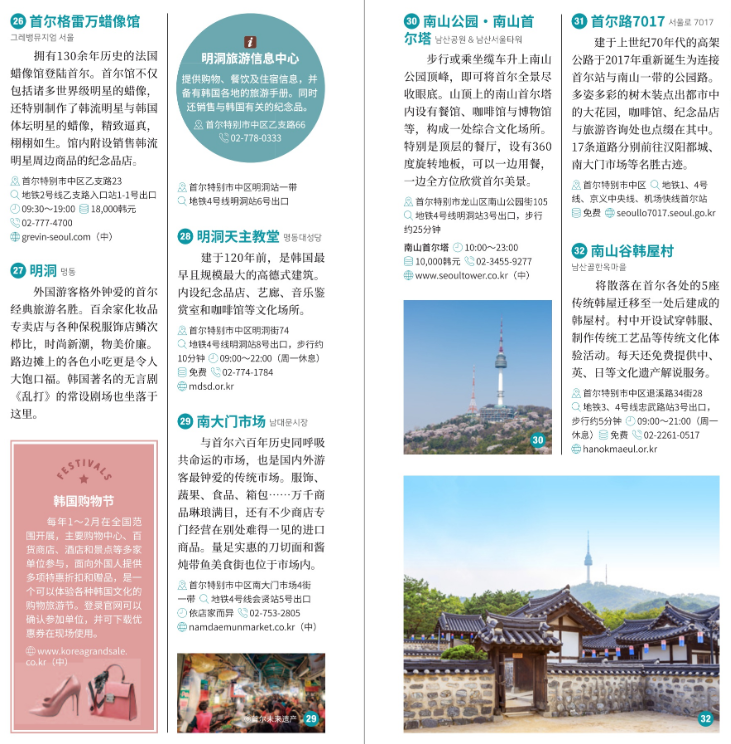 26 首尔格雷万蜡像馆
그레뱅뮤지엄 서울
拥有130余年历史的法国
蜡像馆登陆首尔。首尔馆不仅
包括诸多世界级明星的蜡像，
还特别制作了韩流明星与韩国
体坛明星的蜡像，精致逼真，
栩栩如生。馆内附设销售韩流
明星周边商品的纪念品店。
首尔特别市中区乙支路23
地铁2号线乙支路入口站1-1号出口
09:30～19:00 18,000韩元
02-777-4700
grevin-seoul.com（中）
27 明洞 명동
外国游客格外钟爱的首尔
经典旅游名胜。百余家化妆品
专卖店与各种保税服饰店鳞次
栉比，时尚新潮，物美价廉。
路边摊上的各色小吃更是令人
大饱口福。韩国著名的无言剧
《乱打》的常设剧场也坐落于
这里。
FESTIVALS
韩国购物节
每年1～2月在全国范
围开展，主要购物中心、百
货商店、酒店和景点等多家
单位参与，面向外国人提供
多项特惠折扣和赠品，是一
个可以体验各种韩国文化的
购物旅游节。登录官网可以
确认参加单位，并可下载优
惠券在现场使用。
www.koreagrandsale.
co.kr（中）
i
明洞旅游信息中心
提供购物、餐饮及住宿信息，并
备有韩国各地的旅游手册。同时
还销售与韩国有关的纪念品。
首尔特别市中区乙支路66
02-778-0333
首尔特别市中区明洞站一带
地铁4号线明洞站6号出口
28 明洞天主教堂 명동대성당
建于120年前，是韩国最
早且规模最大的高德式建筑。
内设纪念品店、艺廊、音乐鉴
赏室和咖啡馆等文化场所。
首尔特别市中区明洞街74
地铁4号线明洞站8号出口，步行约
10分钟 09:00～22:00（周一休息）
免费 02-774-1784
mdsd.or.kr
29 南大门市场 남대문시장
与首尔六百年历史同呼吸
共命运的市场，也是国内外游
客最钟爱的传统市场。服饰、
蔬果、食品、箱包……万千商
品琳琅满目，还有不少商店专
门经营在别处难得一见的进口
商品。量足实惠的刀切面和酱
炖带鱼美食街也位于市场内。
首尔特别市中区南大门市场4街
一带 地铁4号线会贤站5号出口
依店家而异 02-753-2805
namdaemunmarket.co.kr（中）
首尔未来遗产 29
30 南山公园·南山首
尔塔 남산공원 & 남산서울타워
步行或乘坐缆车升上南山
公园顶峰，即可将首尔全景尽
收眼底。山顶上的南山首尔塔
内设有餐馆、咖啡馆与博物馆
等，构成一处综合文化场所。
特别是顶层的餐厅，设有360
度旋转地板，可以一边用餐，
一边全方位欣赏首尔美景。
首尔特别市龙山区南山公园街105
地铁4号线明洞站3号出口，步行
约25分钟
南山首尔塔 10:00～23:00
10,000韩元 02-3455-9277
www.seoultower.co.kr（中）
30
31 首尔路7017 서울로 7017
建于上世纪70年代的高架
公路于2017年重新诞生为连接
首尔站与南山一带的公园路。
多姿多彩的树木装点出都市中
的大花园，咖啡馆、纪念品店
与旅游咨询处也点缀在其中。
17条道路分别前往汉阳都城、
南大门市场等名胜古迹。
首尔特别市中区 地铁1、4号
线、京义中央线、机场快线首尔站
免费 seoullo7017.seoul.go.kr
32 南山谷韩屋村
남산골한옥마을
将散落在首尔各处的5座
传统韩屋迁移至一处后建成的
韩屋村。村中开设试穿韩服、
制作传统工艺品等传统文化体
验活动。每天还免费提供中、
英、日等文化遗产解说服务。
首尔特别市中区退溪路34街28
地铁3、4号线忠武路站3号出口，
步行约5分钟 09:00～21:00（周一
休息） 免费 02-2261-0517
hanokmaeul.or.kr
32